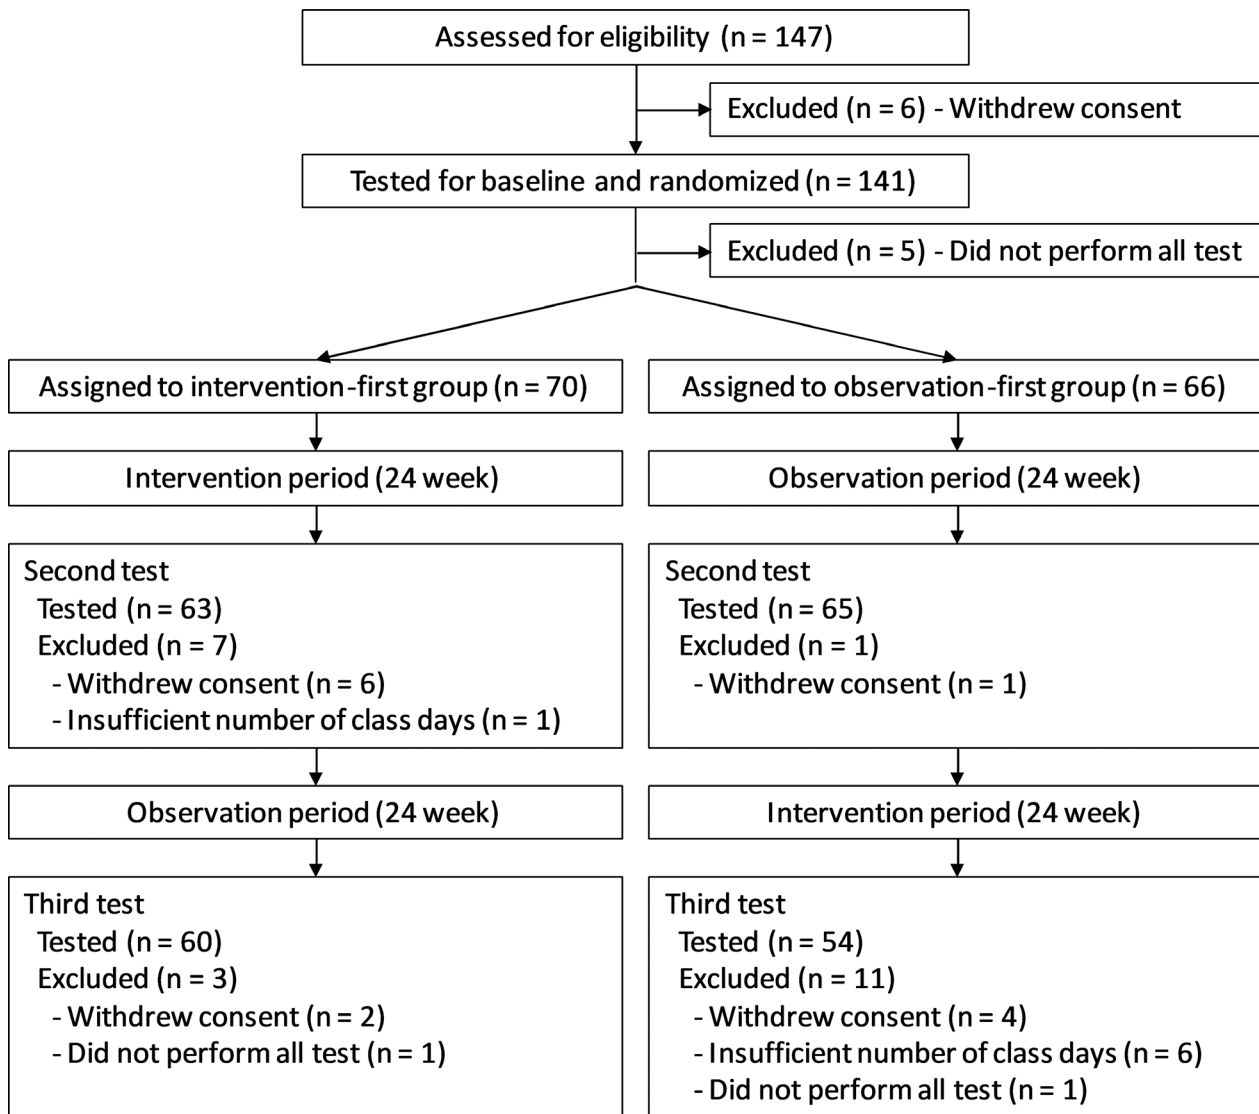 Assessed for eligibility (n = 147)
Excluded (n = 6) - Withdrew consent
Tested for baseline and randomized (n = 141)
Excluded (n = 5) - Did not perform all test
Assigned to intervention-first group (n = 70)
Assigned to observation-first group (n = 66)
Intervention period (24 week)
Observation period (24 week)
Second test
Tested (n = 63)
Excluded (n = 7)
- Withdrew consent (n = 6)
- Insufficient number of class days (n = 1)
Second test
Tested (n = 65)
Excluded (n = 1)
- Withdrew consent (n = 1)
Observation period (24 week)
Intervention period (24 week)
Third test
Tested (n = 60)
Excluded (n = 3)
- Withdrew consent (n = 2)
- Did not perform all test (n = 1)
Third test
Tested (n = 54)
Excluded (n = 11)
- Withdrew consent (n = 4)
- Insufficient number of class days (n = 6)
- Did not perform all test (n = 1)